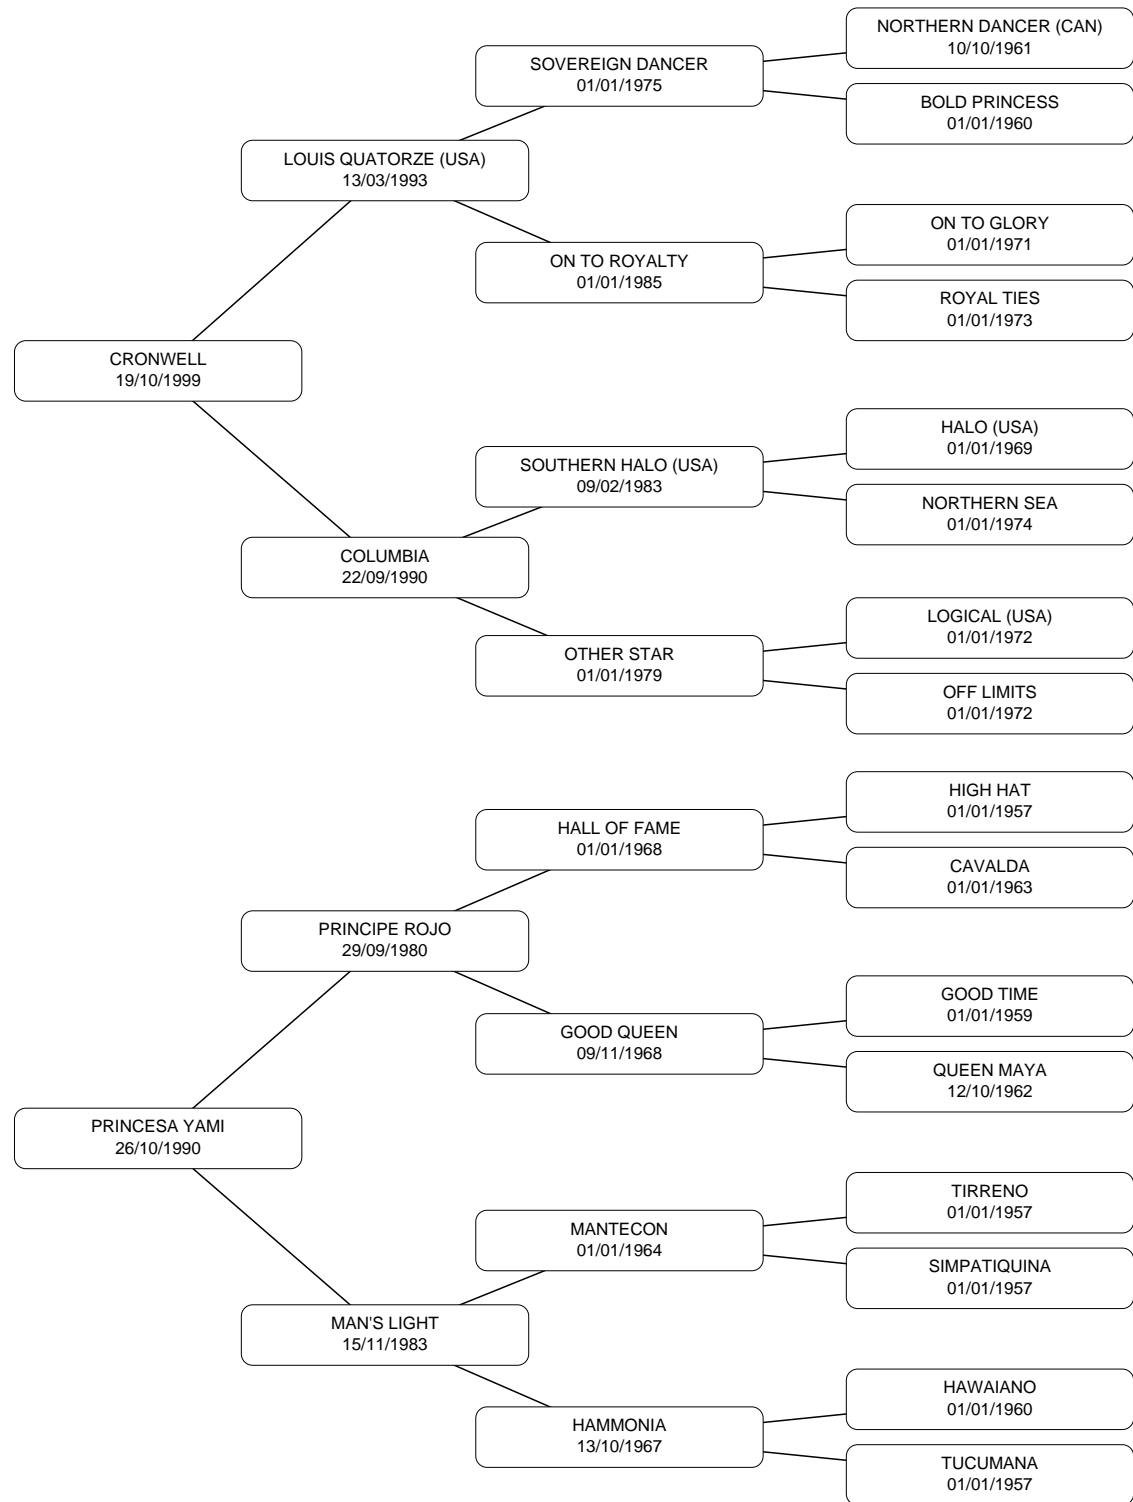 NORTHERN DANCER (CAN)
10/10/1961
SOVEREIGN DANCER
01/01/1975
BOLD PRINCESS
01/01/1960
LOUIS QUATORZE (USA)
13/03/1993
ON TO GLORY
01/01/1971
ON TO ROYALTY
01/01/1985
ROYAL TIES
01/01/1973
CRONWELL
19/10/1999
HALO (USA)
01/01/1969
SOUTHERN HALO (USA)
09/02/1983
NORTHERN SEA
01/01/1974
COLUMBIA
22/09/1990
LOGICAL (USA)
01/01/1972
OTHER STAR
01/01/1979
OFF LIMITS
01/01/1972
HIGH HAT
01/01/1957
HALL OF FAME
01/01/1968
CAVALDA
01/01/1963
PRINCIPE ROJO
29/09/1980
GOOD TIME
01/01/1959
GOOD QUEEN
09/11/1968
QUEEN MAYA
12/10/1962
PRINCESA YAMI
26/10/1990
TIRRENO
01/01/1957
MANTECON
01/01/1964
SIMPATIQUINA
01/01/1957
MAN'S LIGHT
15/11/1983
HAWAIANO
01/01/1960
HAMMONIA
13/10/1967
TUCUMANA
01/01/1957